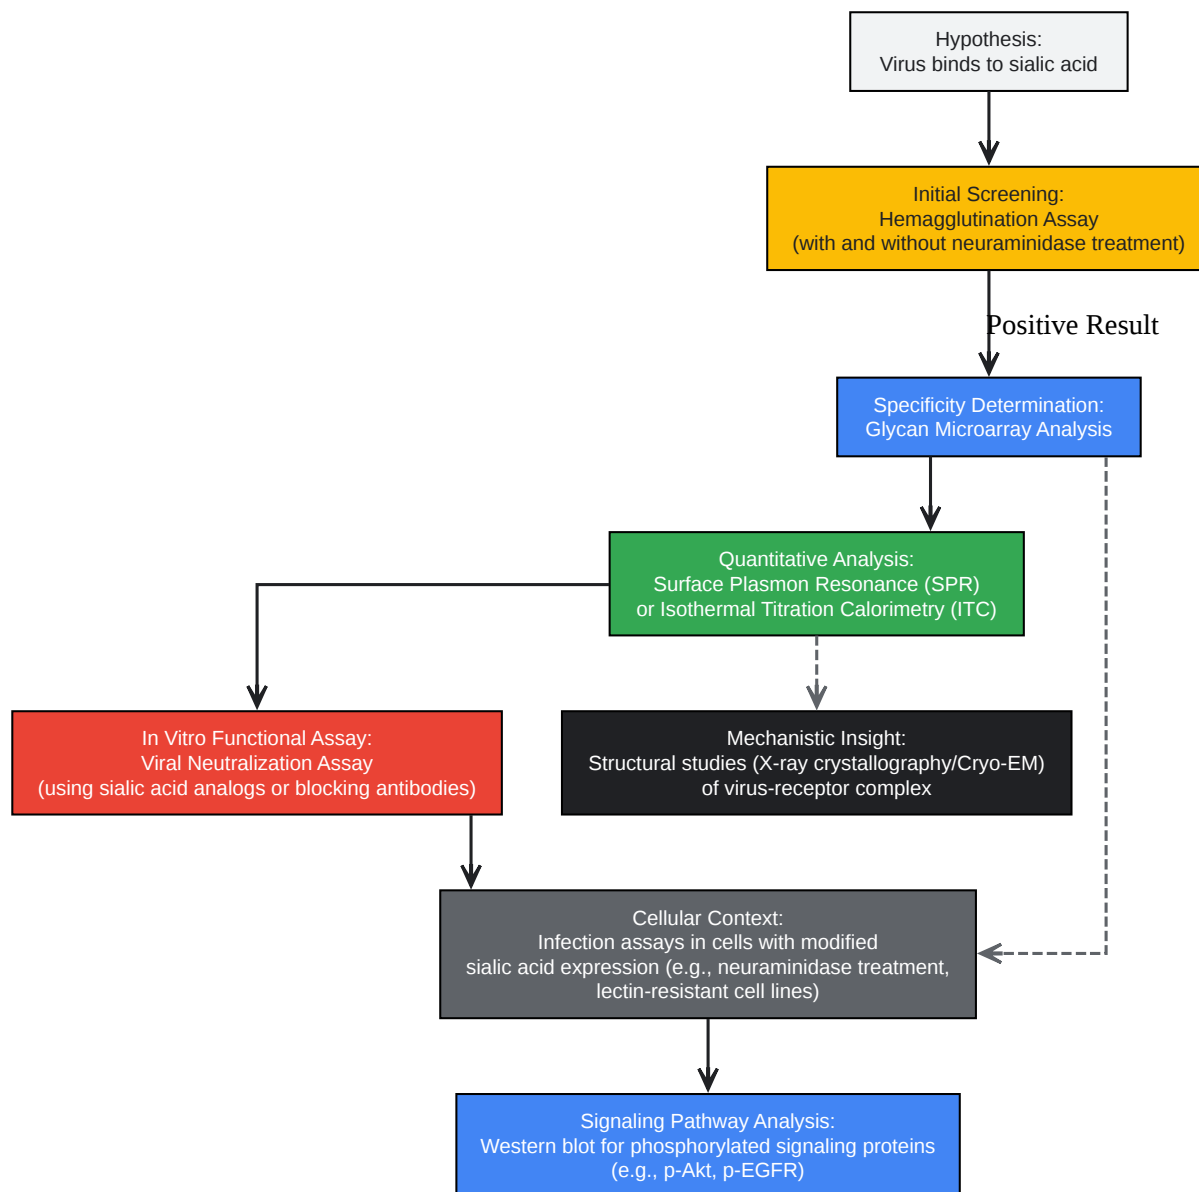 Hypothesis:
Virus binds to sialic acid
Initial Screening:
Hemagglutination Assay
(with and without neuraminidase treatment)
Positive Result
Specificity Determination:
Glycan Microarray Analysis
Quantitative Analysis:
Surface Plasmon Resonance (SPR)
or Isothermal Titration Calorimetry (ITC)
In Vitro Functional Assay:
Viral Neutralization Assay
(using sialic acid analogs or blocking antibodies)
Mechanistic Insight:
Structural studies (X-ray crystallography/Cryo-EM)
of virus-receptor complex
Cellular Context:
Infection assays in cells with modified
sialic acid expression (e.g., neuraminidase treatment,
lectin-resistant cell lines)
Signaling Pathway Analysis:
Western blot for phosphorylated signaling proteins
(e.g., p-Akt, p-EGFR)